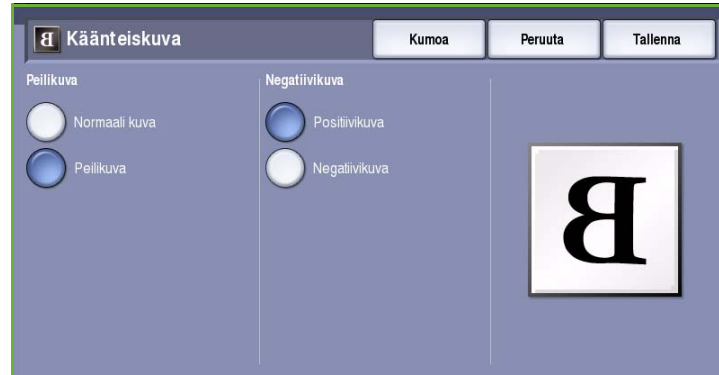 Käänteiskuva
Kumoa
Peruuta
Tallenna
Peilikuva
Normaali kuva
Peilikuva
Negatiivikuva
Positiivikuva
Negatiivikuva
B